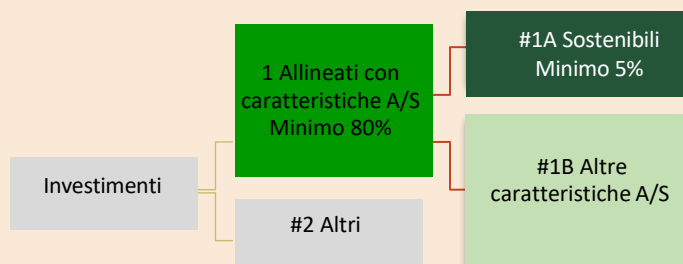 Investimenti
1 Allineati con
caratteristiche A/S
Minimo 80%
#2 Altri
#1A Sostenibili
Minimo 5%
#1B Altre
caratteristiche A/S